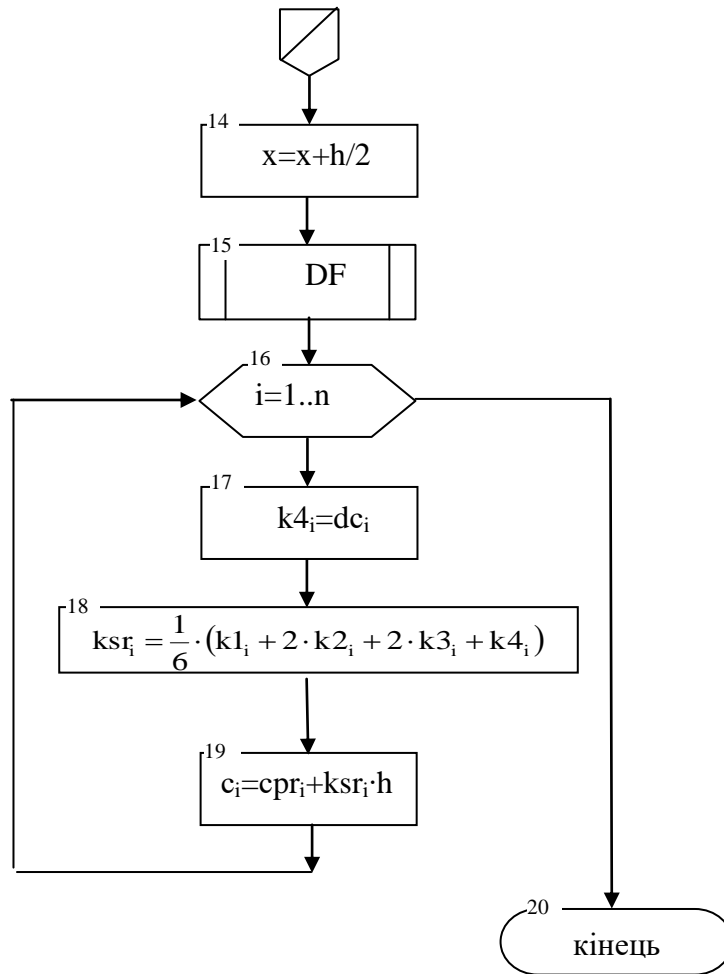 14
x=x+h/2
15
DF
16
i=1..n
17
k4ᵢ=dcᵢ
18
ksrᵢ = 1/6 · (k1ᵢ + 2 · k2ᵢ + 2 · k3ᵢ + k4ᵢ)
19
cᵢ=cprᵢ+ksrᵢ·h
20
кінець